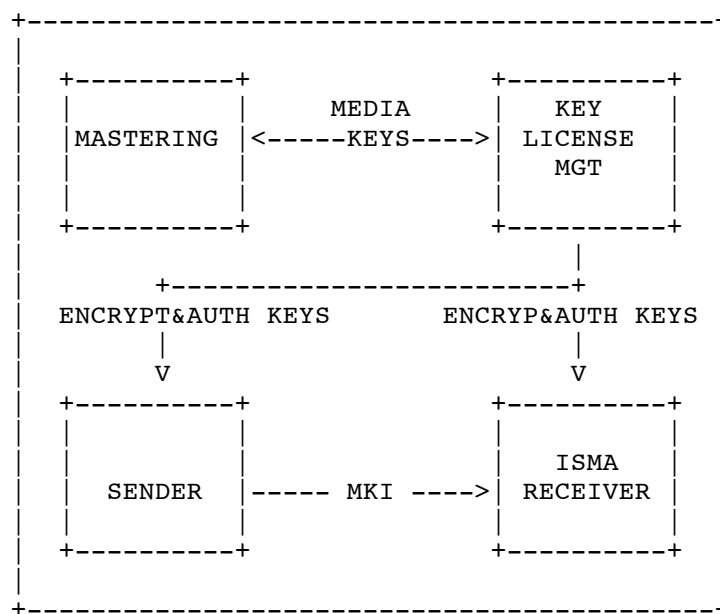 MEDIA KEY
MASTERING <-----KEYS----> LICENSE
MGT
ENCRYPT&AUTH KEYS ENCRYP&AUTH KEYS
V V
ISMA
SENDER ----- MKI ----> RECEIVER